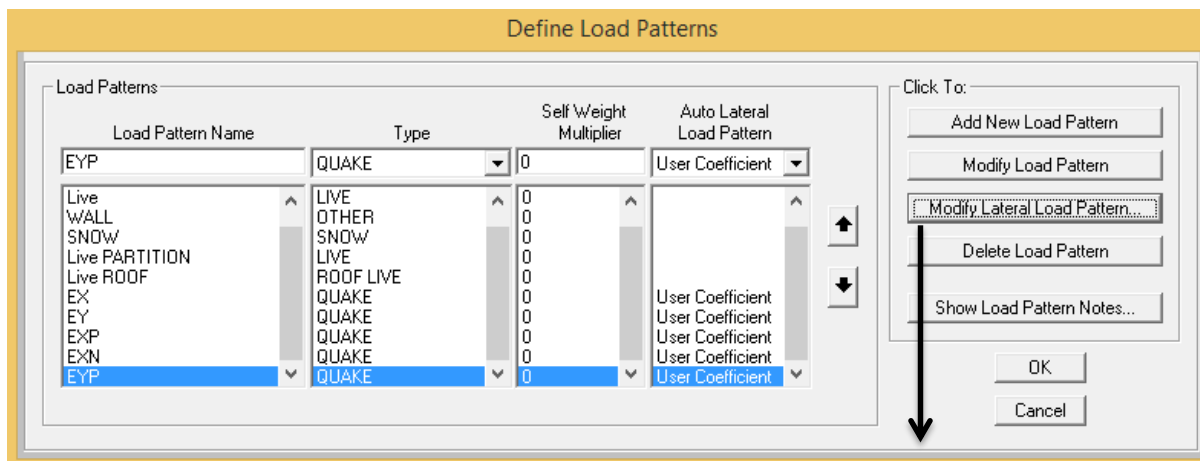 Define Load Patterns
Load Patterns
Click To:
Self Weight Auto Lateral
Load Pattern Name Type Multiplier Load Pattern
EYP QUAKE 0 User Coefficient
Live LIVE 0
WALL OTHER 0
SNOW SNOW 0
Live PARTITION LIVE 0
Live ROOF ROOF LIVE 0
EX QUAKE 0 User Coefficient
EY QUAKE 0 User Coefficient
EXP QUAKE 0 User Coefficient
EXN QUAKE 0 User Coefficient
EYP QUAKE 0 User Coefficient
Add New Load Pattern
Modify Load Pattern
Modify Lateral Load Pattern...
Delete Load Pattern
Show Load Pattern Notes...
OK
Cancel